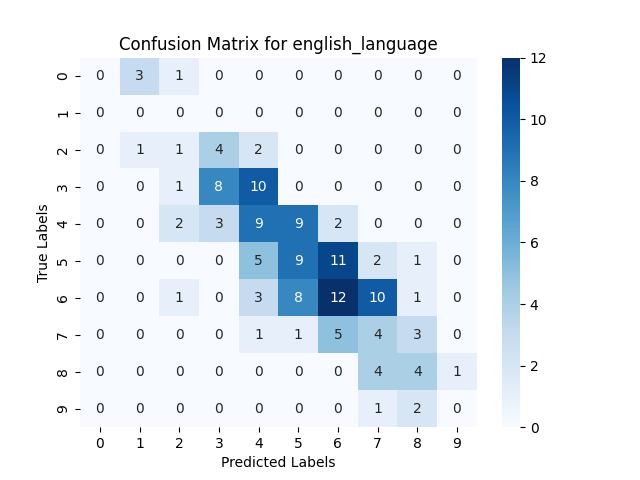 Confusion Matrix for english_language
0 0 3 1 0 0 0 0 0 0 0
1 0 0 0 0 0 0 0 0 0 0
2 0 1 1 4 2 0 0 0 0 0
3 0 0 1 8 10 0 0 0 0 0
4 0 0 2 3 9 9 2 0 0 0
5 0 0 0 0 5 9 11 2 1 0
6 0 0 1 0 3 8 12 10 1 0
7 0 0 0 0 1 1 5 4 3 0
8 0 0 0 0 0 0 0 4 4 1
9 0 0 0 0 0 0 0 1 2 0
0 1 2 3 4 5 6 7 8 9
True Labels
Predicted Labels
12
10
8
6
4
2
0